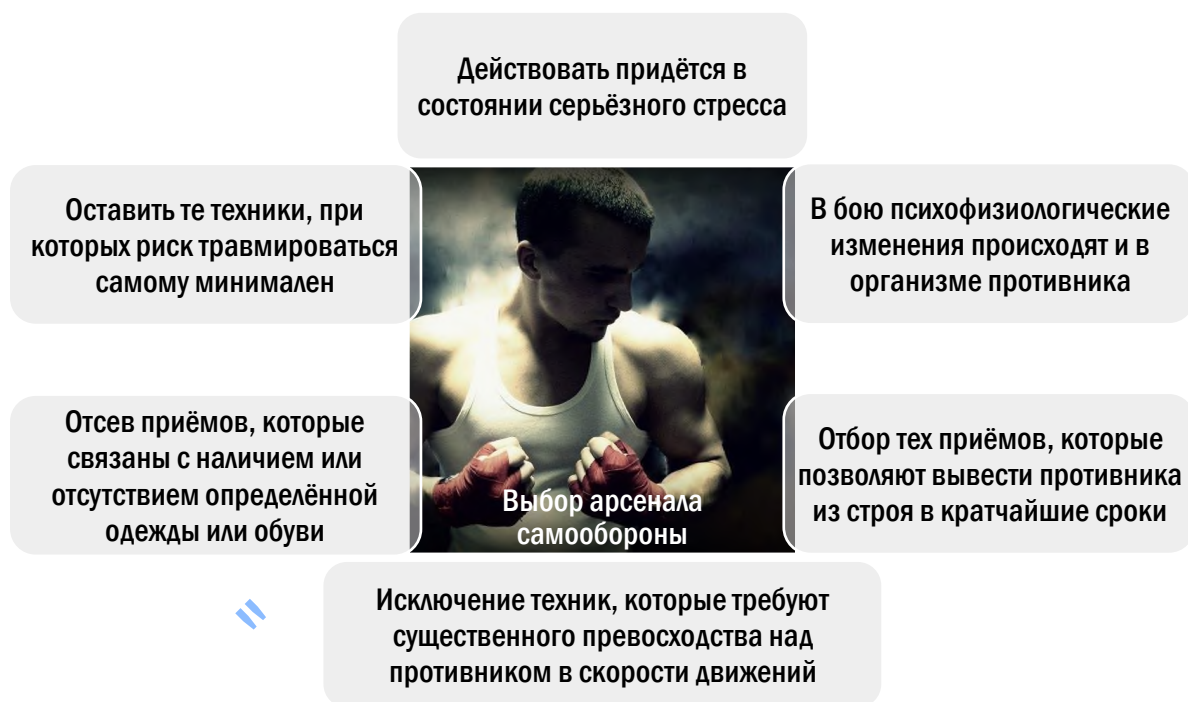 Действовать придётся в
состоянии серьёзного стресса
Оставить те техники, при
которых риск травмироваться
самому минимален
В бою психофизиологические
изменения происходят и в
организме противника
Отсев приёмов, которые
связаны с наличием или
отсутствием определённой
одежды или обуви
Отбор тех приёмов, которые
позволяют вывести противника
из строя в кратчайшие сроки
Выбор арсенала
самообороны
Исключение техник, которые требуют
существенного превосходства над
противником в скорости движений